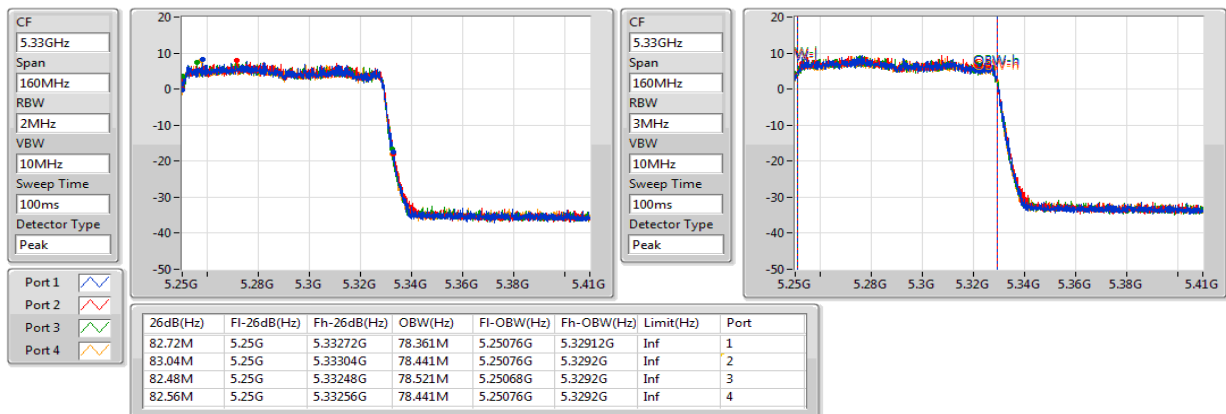 CF
5.33GHz
Span
160MHz
RBW
2MHz
VBW
10MHz
Sweep Time
100ms
Detector Type
Peak
20
10
0
-10
-20
-30
-40
-50
5.25G 5.28G 5.3G 5.32G 5.34G 5.36G 5.38G 5.41G
CF
5.33GHz
Span
160MHz
RBW
3MHz
VBW
10MHz
Sweep Time
100ms
Detector Type
Peak
20
10
0
-10
-20
-30
-40
-50
OBW-h
5.25G 5.28G 5.3G 5.32G 5.34G 5.36G 5.38G 5.41G
Port 1
Port 2
Port 3
Port 4
26dB(Hz) Fl-26dB(Hz) Fh-26dB(Hz) OBW(Hz) Fl-OBW(Hz) Fh-OBW(Hz) Limit(Hz) Port
82.72M 5.25G 5.33272G 78.361M 5.25076G 5.32912G Inf 1
83.04M 5.25G 5.33304G 78.441M 5.25076G 5.3292G Inf 2
82.48M 5.25G 5.33248G 78.521M 5.25068G 5.3292G Inf 3
82.56M 5.25G 5.33256G 78.441M 5.25076G 5.3292G Inf 4